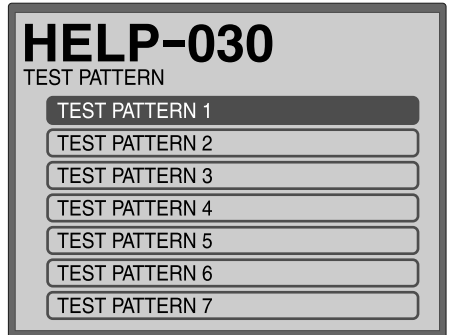 HELP-030
TEST PATTERN
TEST PATTERN 1
TEST PATTERN 2
TEST PATTERN 3
TEST PATTERN 4
TEST PATTERN 5
TEST PATTERN 6
TEST PATTERN 7